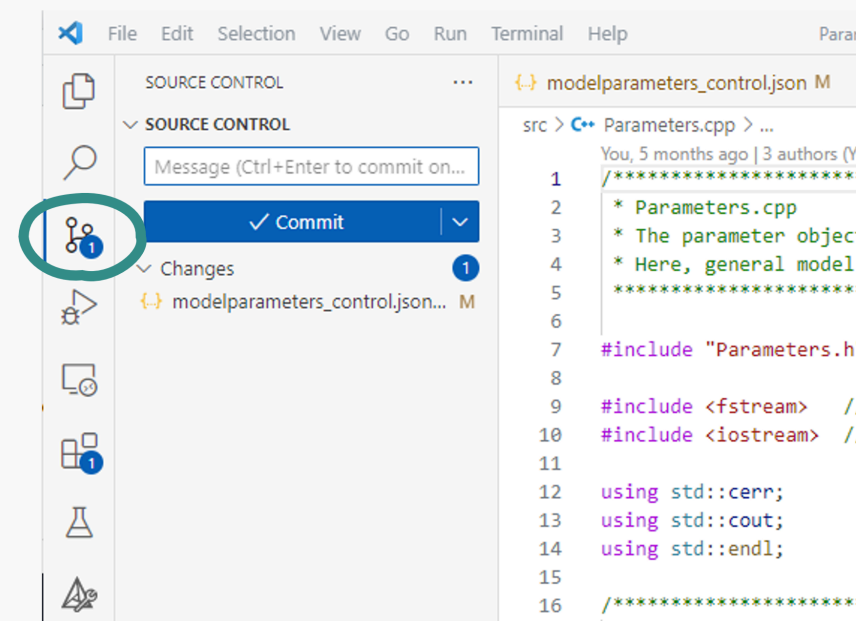 File Edit Selection View Go Run Terminal Help Parar
SOURCE CONTROL ...
SOURCE CONTROL
Message (Ctrl+Enter to commit on...
Commit
Changes 1
{..} modelparameters_control.json... M
1
1
{..} modelparameters_control.json M
src > C++ Parameters.cpp > ...
You, 5 months ago | 3 authors (Y
1 /*********************
2 * Parameters.cpp
3 * The parameter objec
4 * Here, general model
5 *********************
6
7 #include "Parameters.h
8
9 #include <fstream> /
10 #include <iostream> /
11
12 using std::cerr;
13 using std::cout;
14 using std::endl;
15
16 /*********************